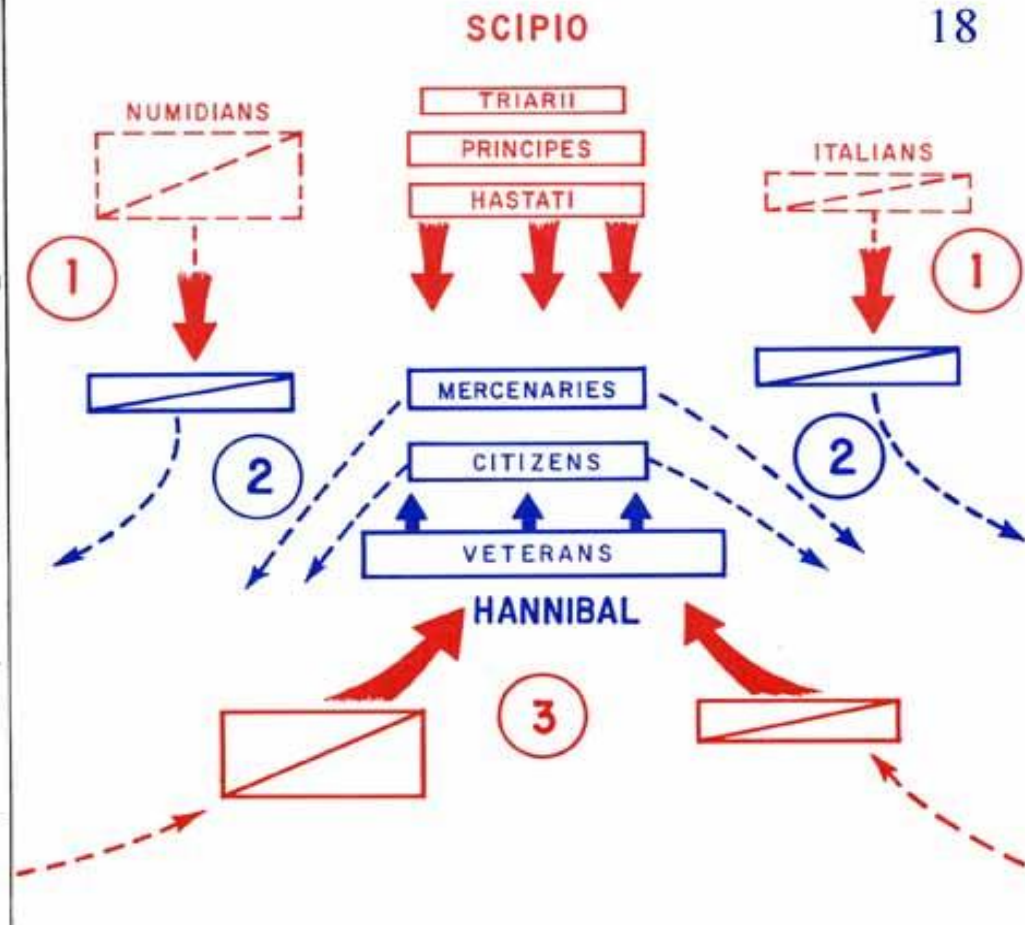 SCIPIO
18
NUMIDIANS
TRIARII
PRINCIPES
HASTATI
ITALIANS
1
1
MERCENARIES
2
CITIZENS
2
VETERANS
HANNIBAL
3